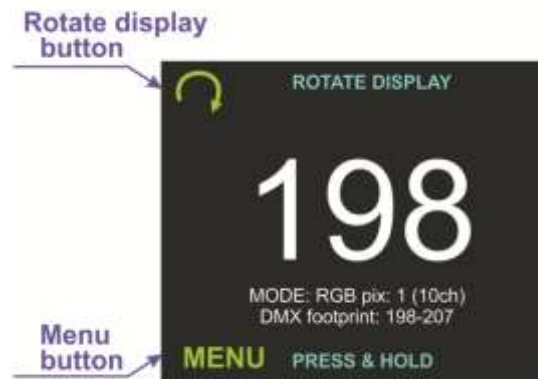 Rotate display
button
ROTATE DISPLAY
198
MODE: RGB pix: 1 (10ch)
DMX footprint: 198-207
Menu
button
MENU PRESS & HOLD